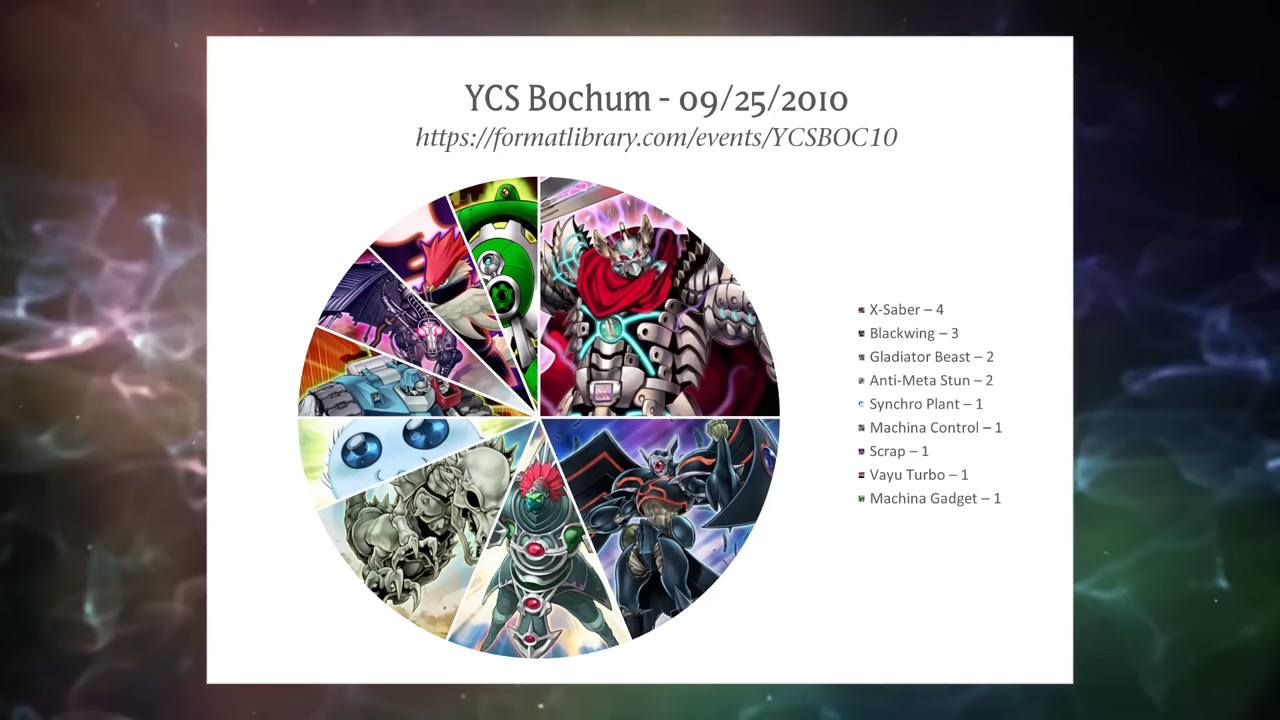 YCS Bochum - 09/25/2010
https://formatlibrary.com/events/YCSBOC10
X-Saber – 4
Blackwing – 3
Gladiator Beast – 2
Anti-Meta Stun – 2
Synchro Plant – 1
Machina Control – 1
Scrap – 1
Vayu Turbo – 1
Machina Gadget – 1